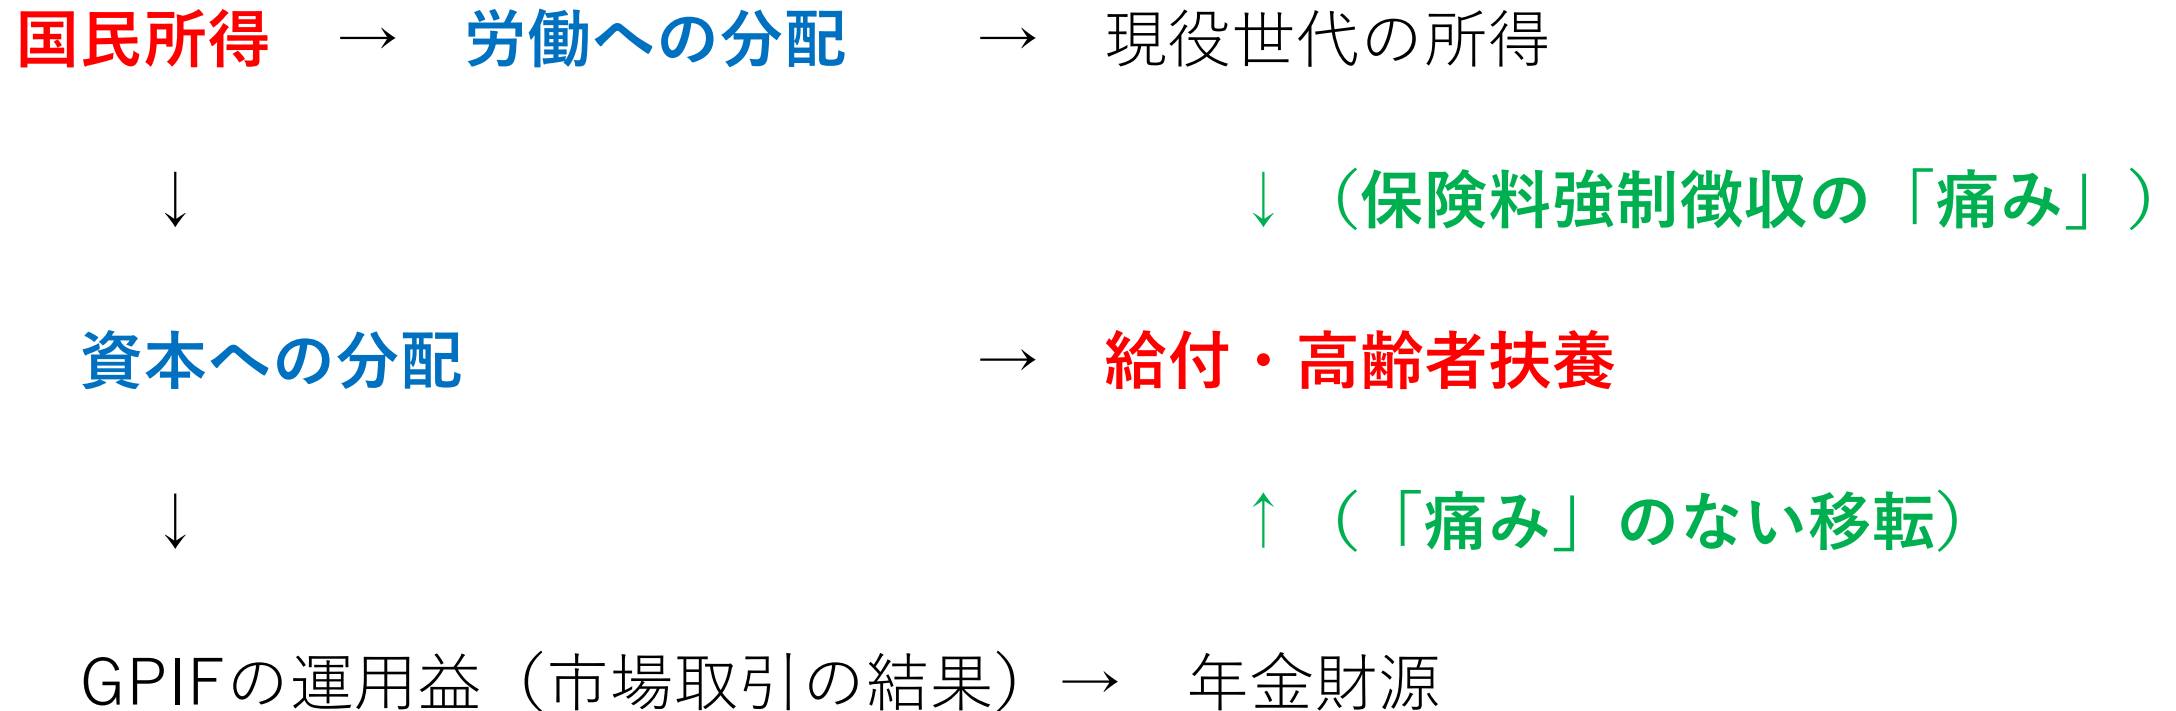 国民所得 → 労働への分配 → 現役世代の所得
↓ ↓（保険料強制徴収の「痛み」）
資本への分配 → 給付・高齢者扶養
↓ ↑（「痛み」のない移転）
GPIFの運用益（市場取引の結果）→ 年金財源